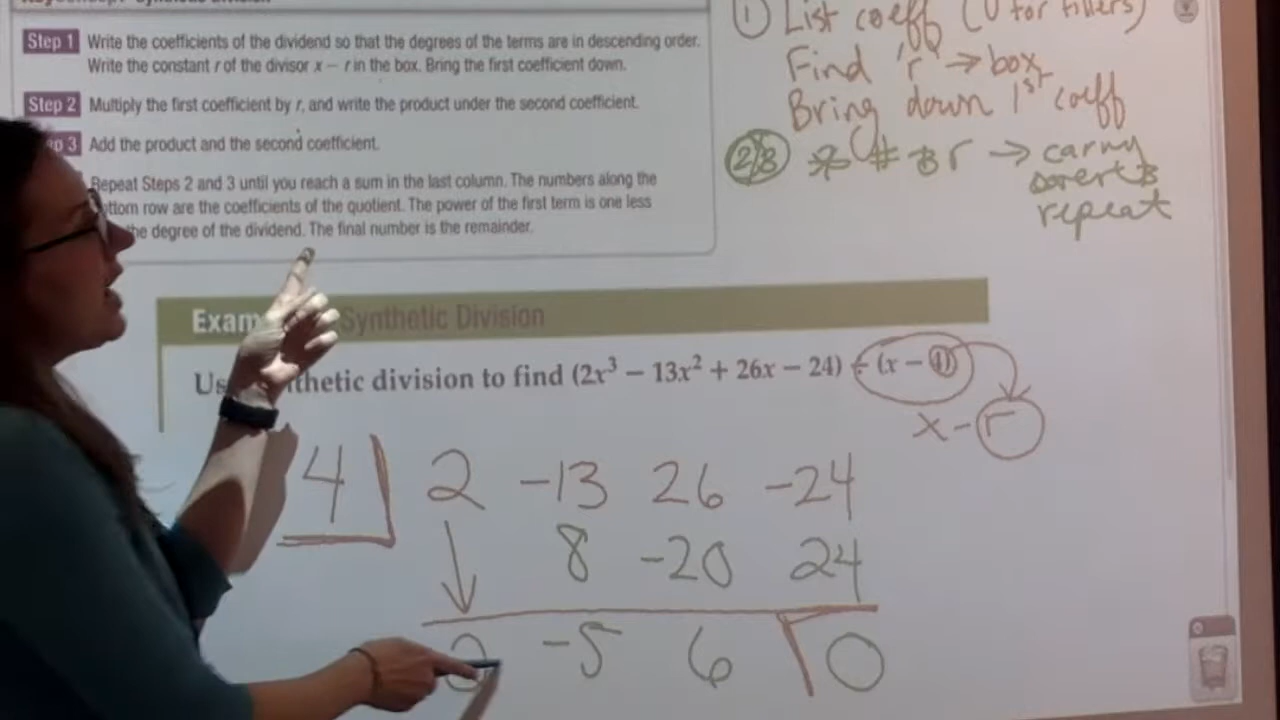 Synthetic Division
Step 1 Write the coefficients of the dividend so that the degrees of the terms are in descending order.
Write the constant r of the divisor x − r in the box. Bring the first coefficient down.
Step 2 Multiply the first coefficient by r, and write the product under the second coefficient.
p 3 Add the product and the second coefficient.
Repeat Steps 2 and 3 until you reach a sum in the last column. The numbers along the
ottom row are the coefficients of the quotient. The power of the first term is one less
the degree of the dividend. The final number is the remainder.
① List coeff (0 for fillers)
Find 'r' → box
Bring down 1st coeff
2/3 * # r → carry
over &
repeat
Exam Synthetic Division
Us thetic division to find (2x³ − 13x² + 26x − 24) ÷ (x − 4)
x − r
4 2 -13 26 -24
8 -20 24
2 -5 6 0